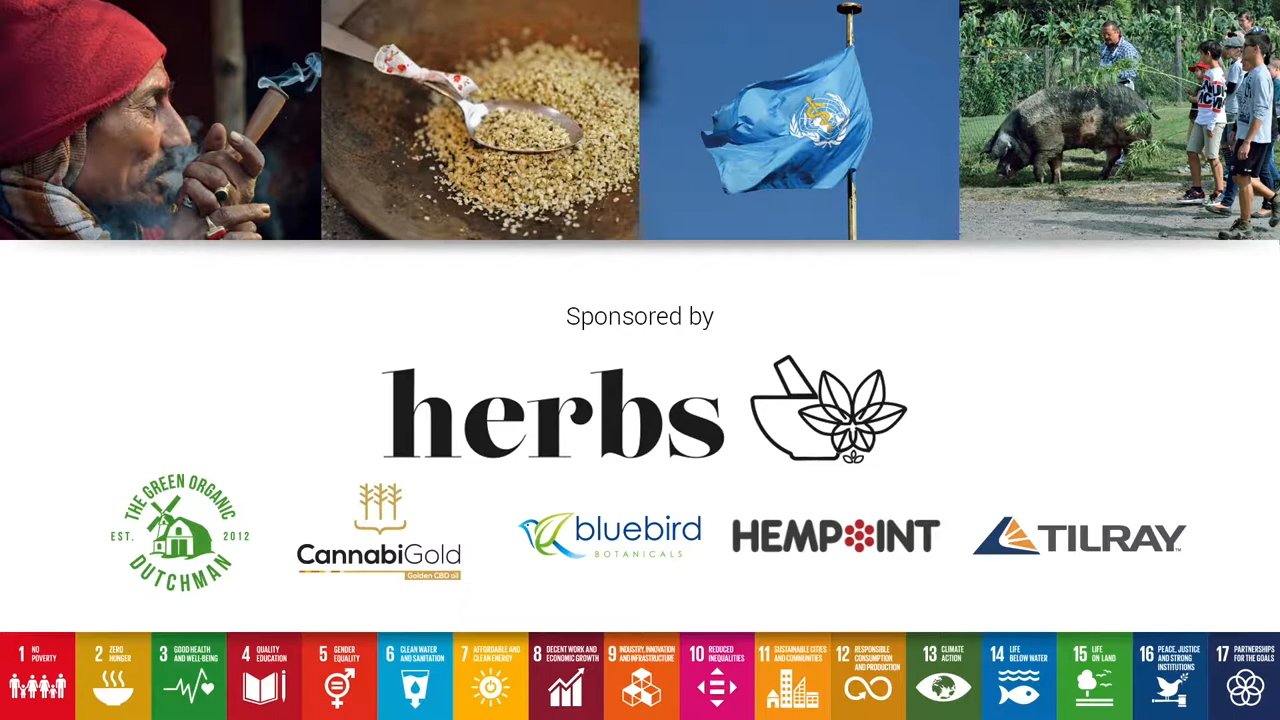 Sponsored by
herbs
THE GREEN ORGANIC
EST. 2012
DUTCHMAN
CannabiGold
Golden CBD oil
bluebird
BOTANICALS
HEMPOINT
TILRAY™
1 NO POVERTY
2 ZERO HUNGER
3 GOOD HEALTH AND WELL-BEING
4 QUALITY EDUCATION
5 GENDER EQUALITY
6 CLEAN WATER AND SANITATION
7 AFFORDABLE AND CLEAN ENERGY
8 DECENT WORK AND ECONOMIC GROWTH
9 INDUSTRY, INNOVATION AND INFRASTRUCTURE
10 REDUCED INEQUALITIES
11 SUSTAINABLE CITIES AND COMMUNITIES
12 RESPONSIBLE CONSUMPTION AND PRODUCTION
13 CLIMATE ACTION
14 LIFE BELOW WATER
15 LIFE ON LAND
16 PEACE, JUSTICE AND STRONG INSTITUTIONS
17 PARTNERSHIPS FOR THE GOALS